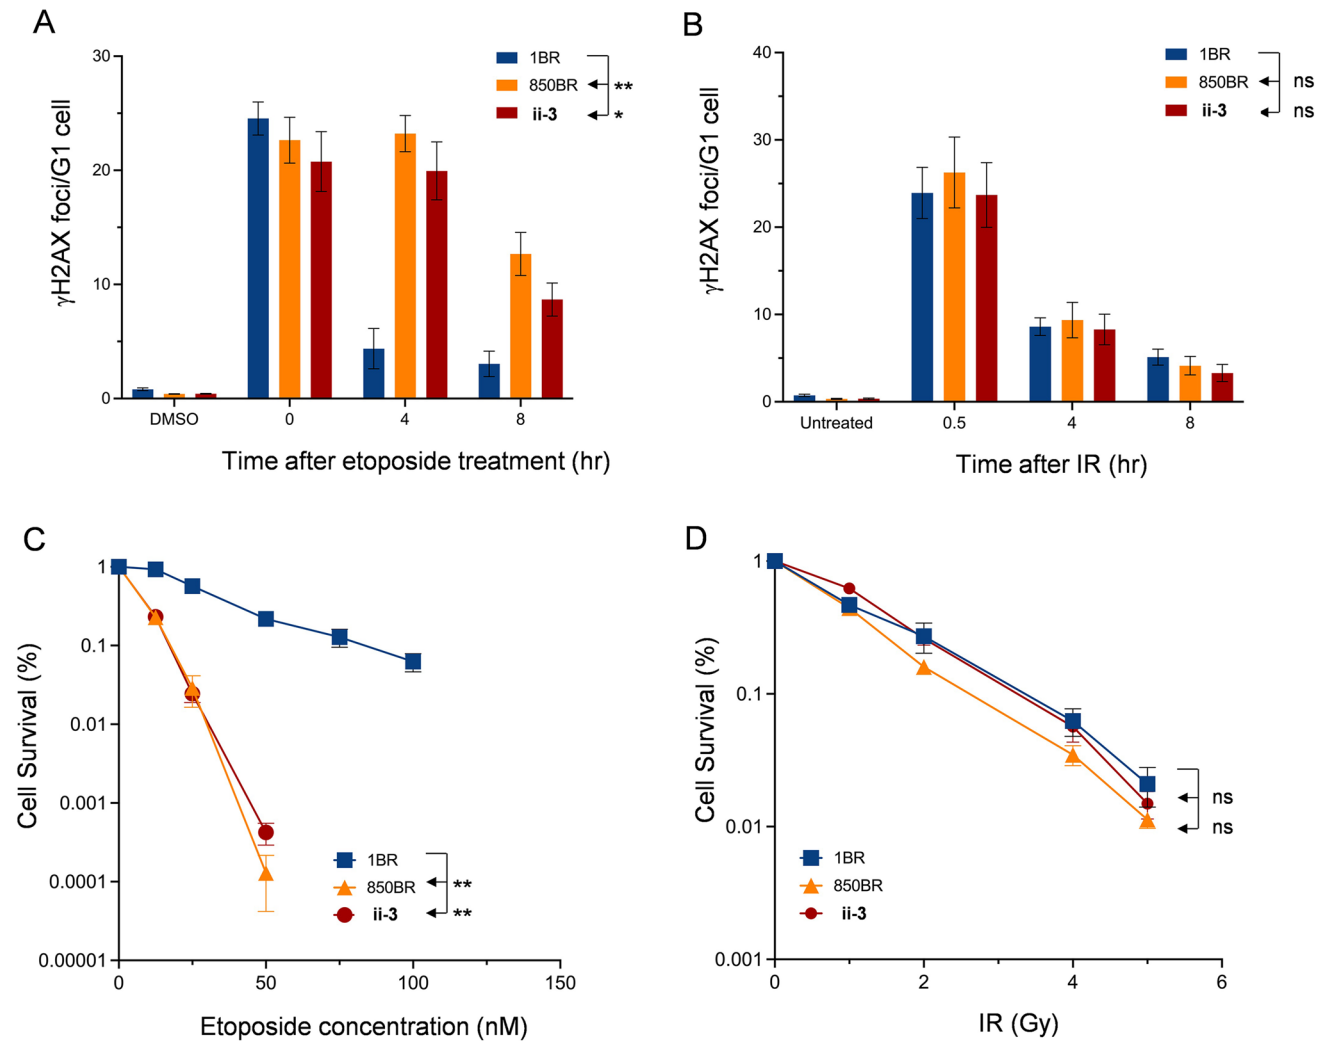 A
30
20
10
0
γH2AX foci/G1 cell
1BR
850BR
**
ii-3
*
DMSO
0
4
8
Time after etoposide treatment (hr)
B
40
30
20
10
0
γH2AX foci/G1 cell
1BR
850BR
ns
ii-3
ns
Untreated
0.5
4
8
Time after IR (hr)
C
1
0.1
0.01
0.001
0.0001
0.00001
Cell Survival (%)
1BR
850BR
**
ii-3
**
0
50
100
150
Etoposide concentration (nM)
D
1
0.1
0.01
0.001
Cell Survival (%)
ns
ns
1BR
850BR
ii-3
0
2
4
6
IR (Gy)